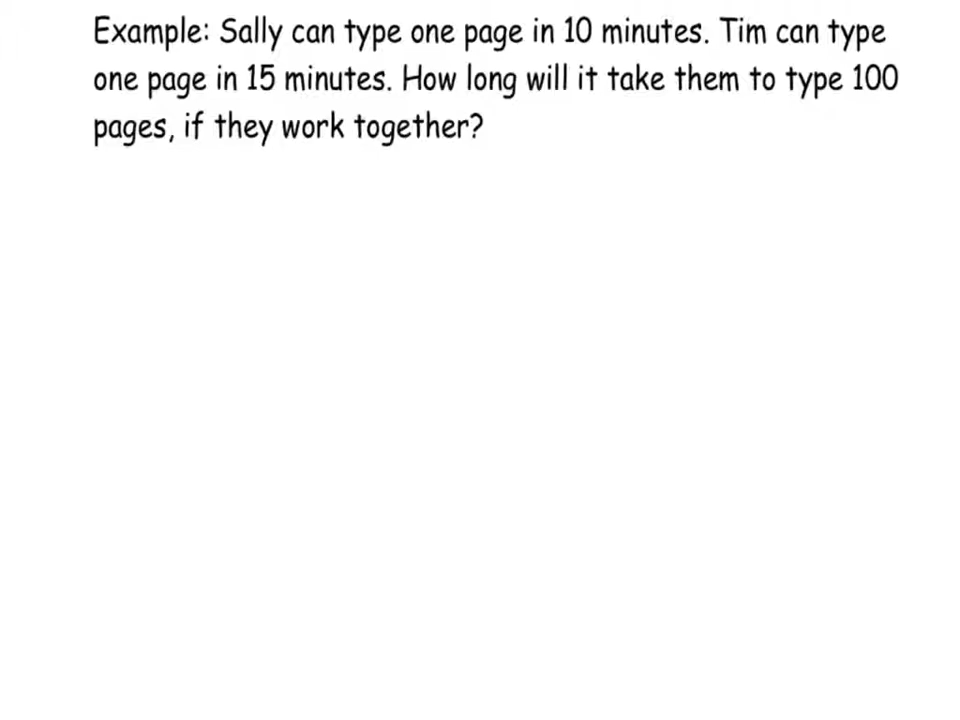 Example: Sally can type one page in 10 minutes. Tim can type
one page in 15 minutes. How long will it take them to type 100
pages, if they work together?